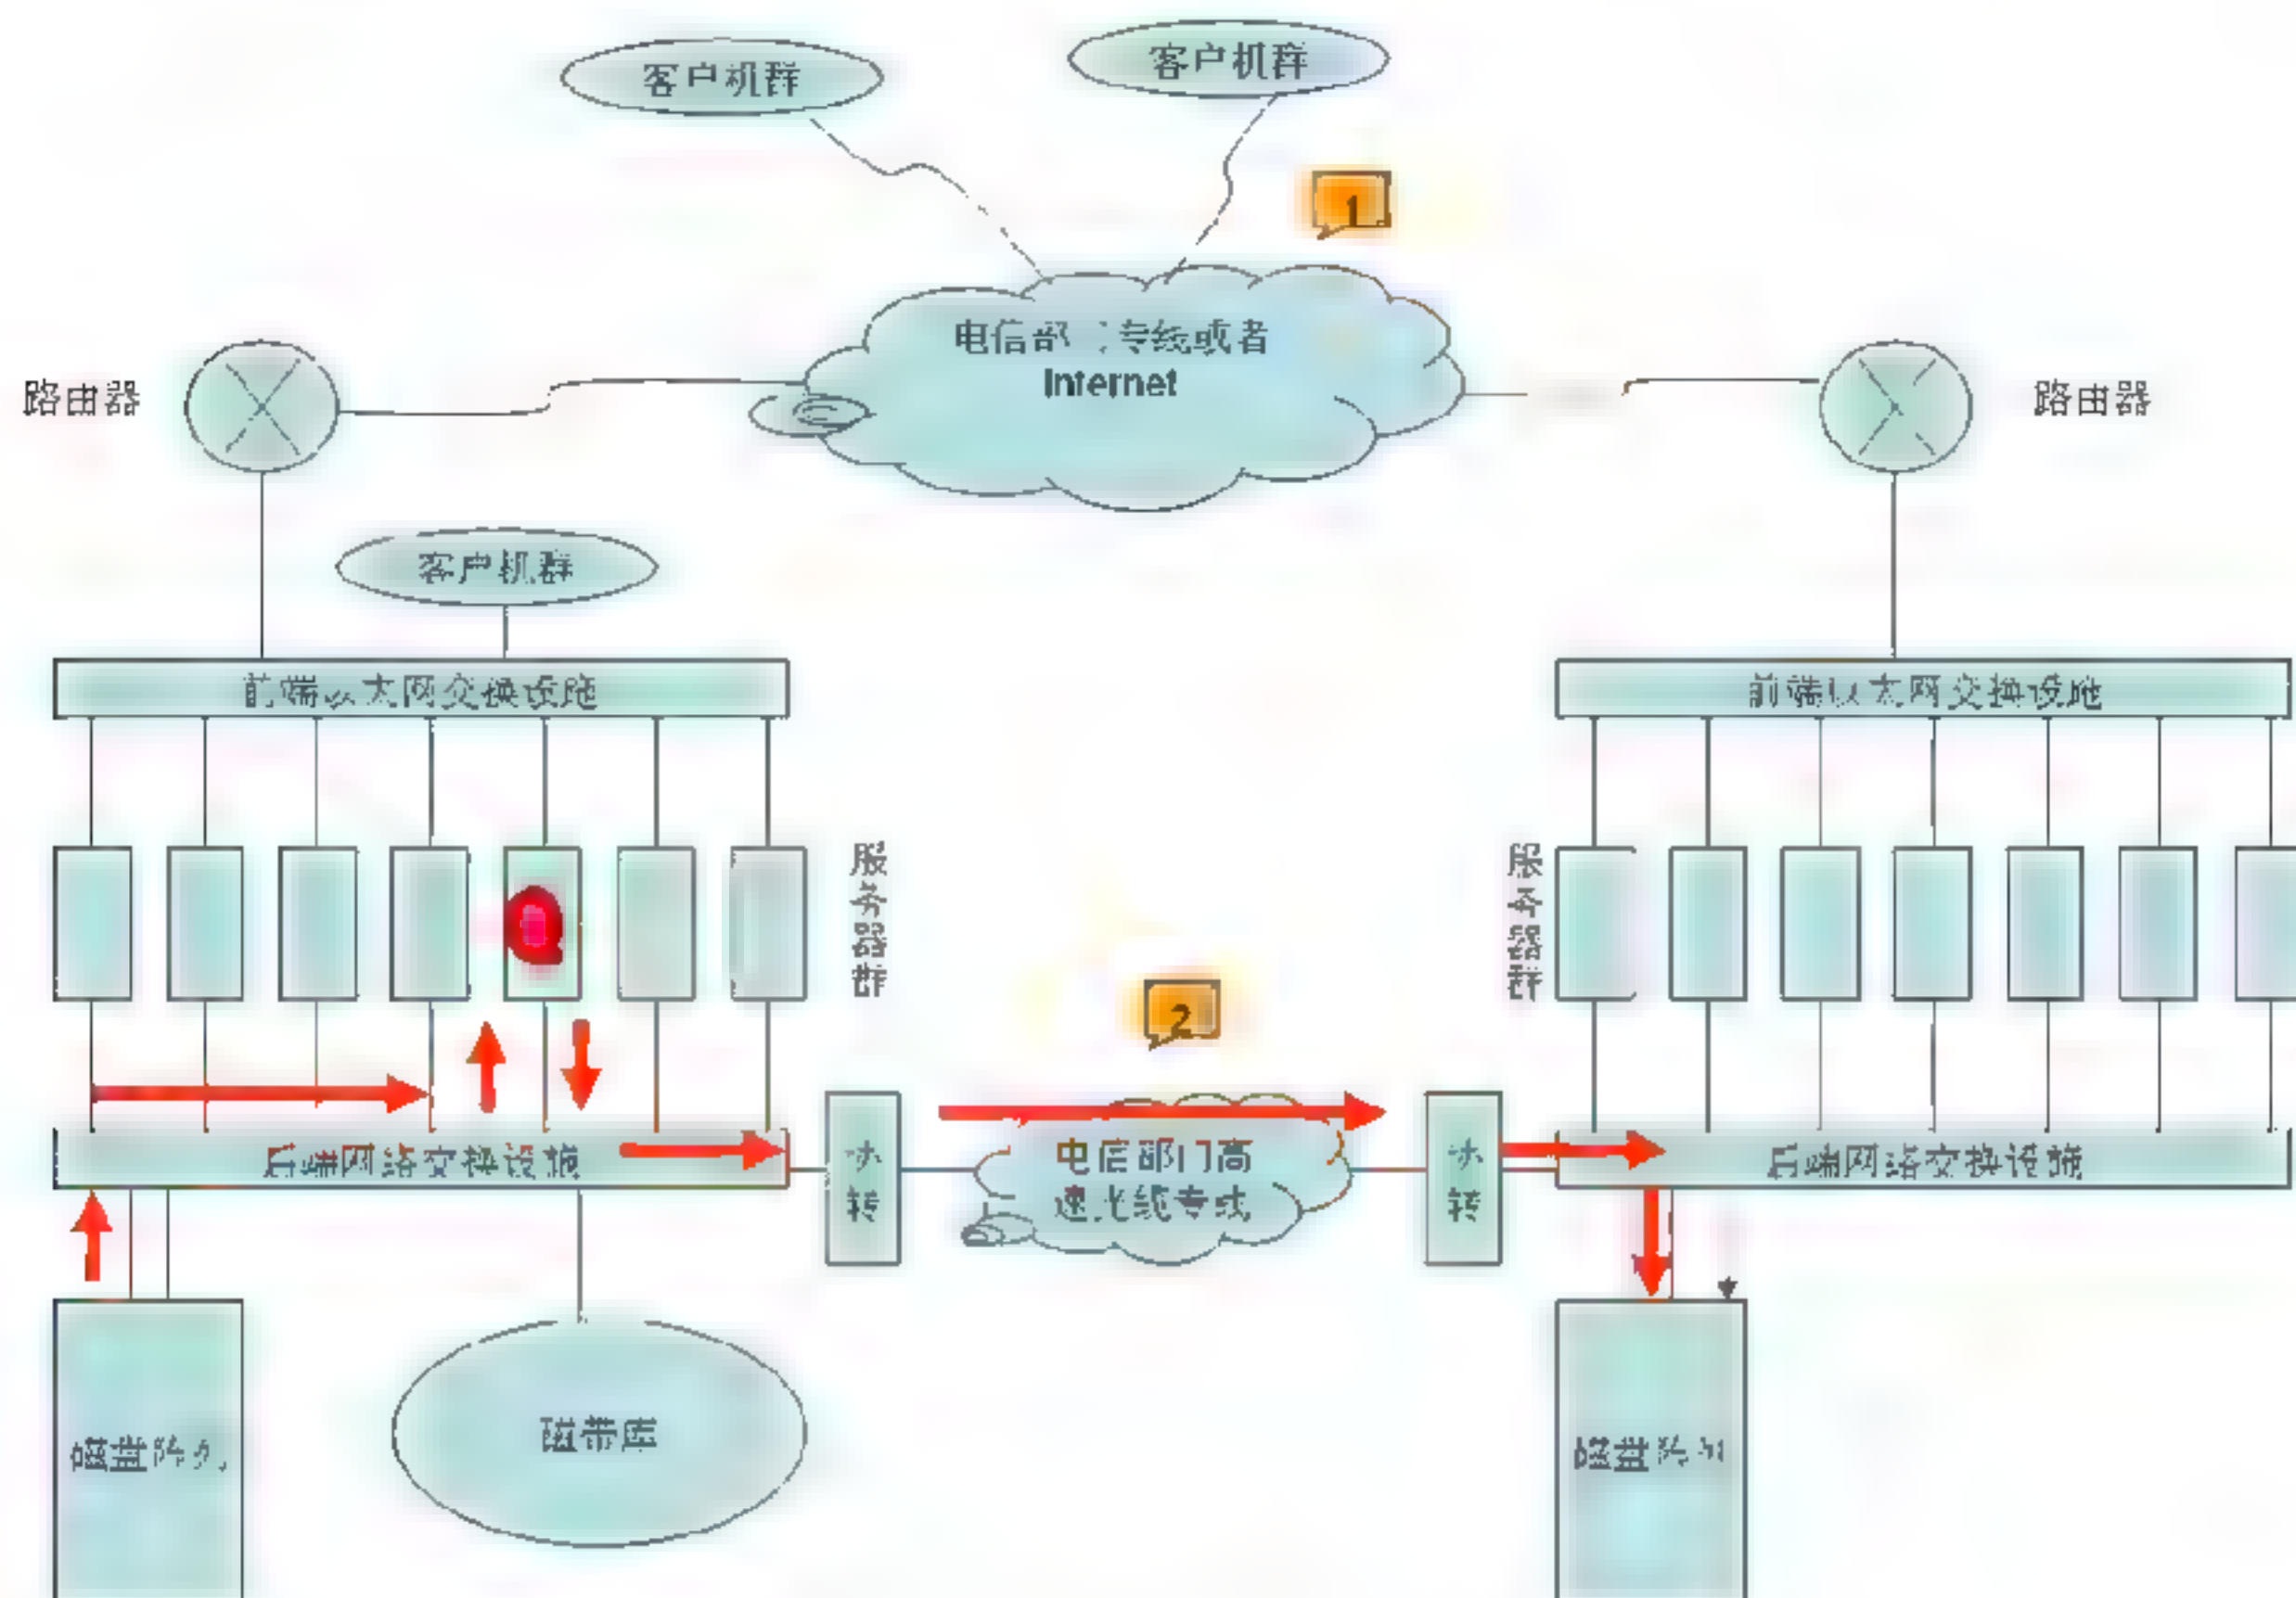 客户机群
客户机群
1
电信部门专线或者
Internet
路由器
路由器
客户机群
前端以太网交换设施
前端以太网交换设施
服务器群
服务器群
2
后端网络交换设施
协转
电信部门高
速光缆专线
协转
后端网络交换设施
磁盘阵列
磁带库
磁盘阵列